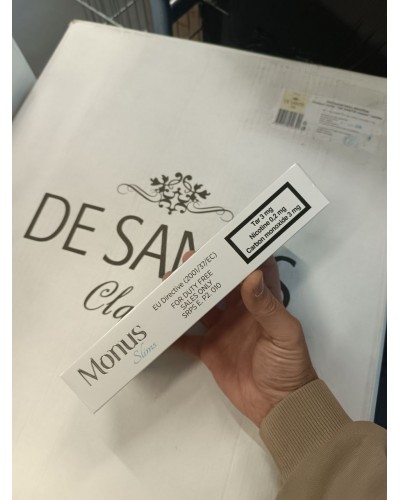 DE SAN
Cla
Monus
Slims
EU Directive (2001/37/EC)
FOR DUTY FREE
SALES ONLY
SRPS E. P2. 010
Tar 3 mg
Nicotine 0,2 mg
Carbon monoxide 3 mg